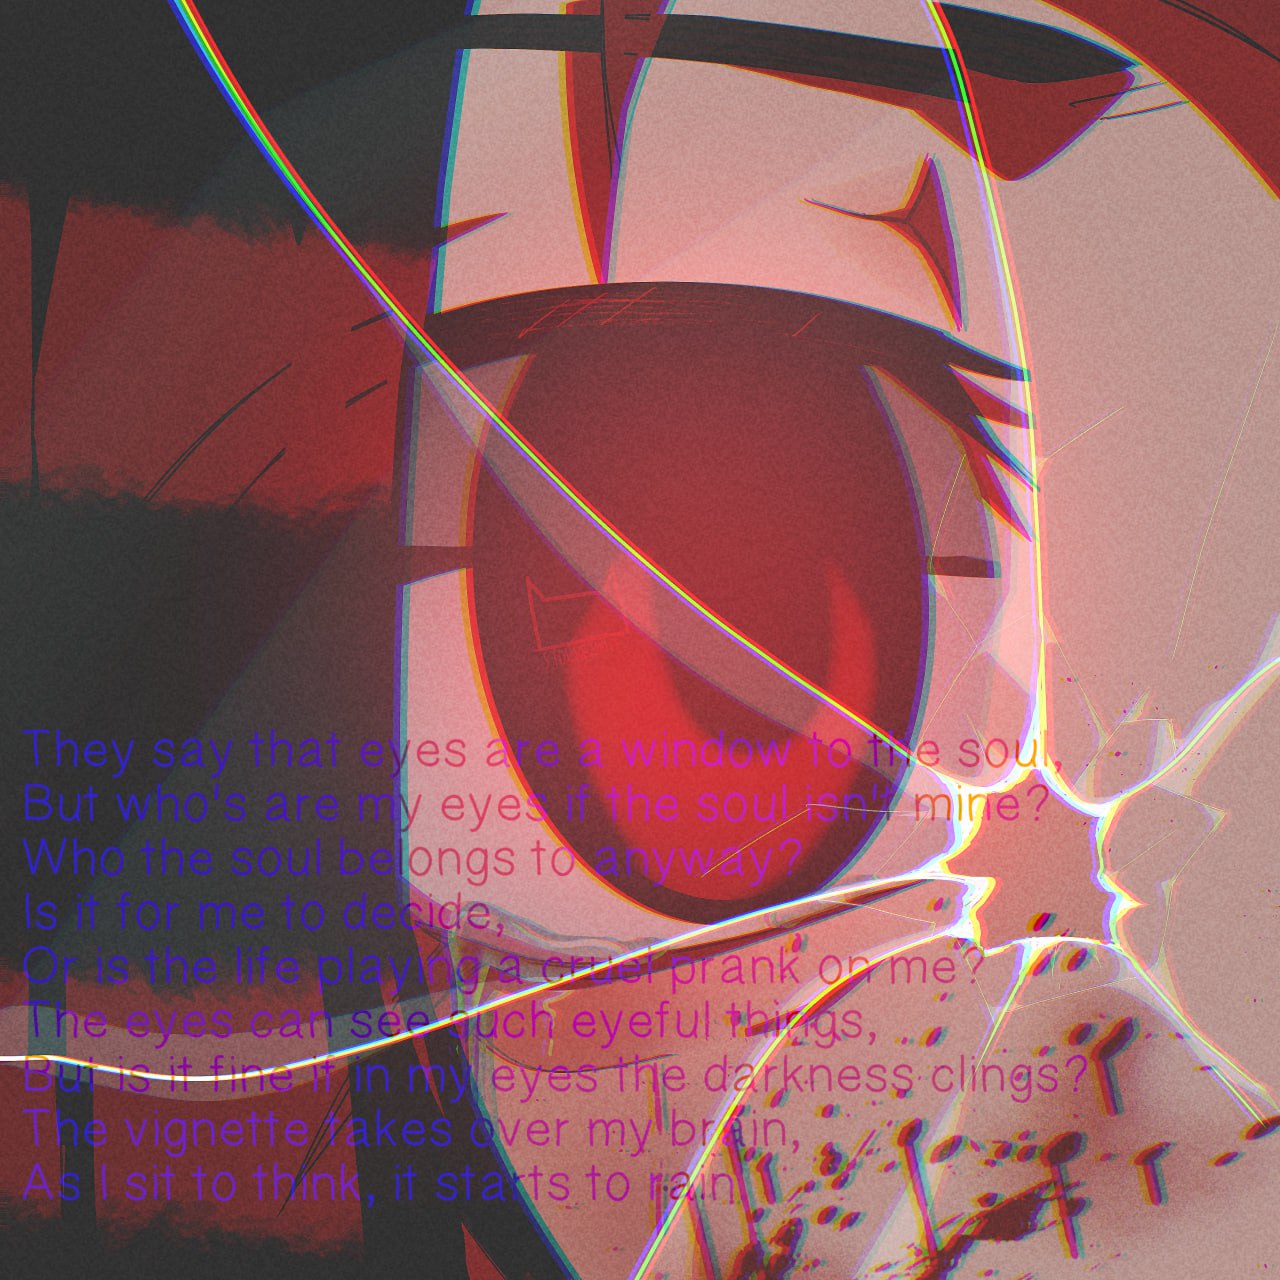 They say that eyes are a window to the soul,
But who's are my eyes if the soul isn't mine?
Who the soul belongs to anyway?
Is it for me to decide,
Or is the life playing a cruel prank on me?
The eyes can see such eyeful things,
But is it fine if in my eyes the darkness clings?
The vignette takes over my brain,
As I sit to think, it starts to rain.